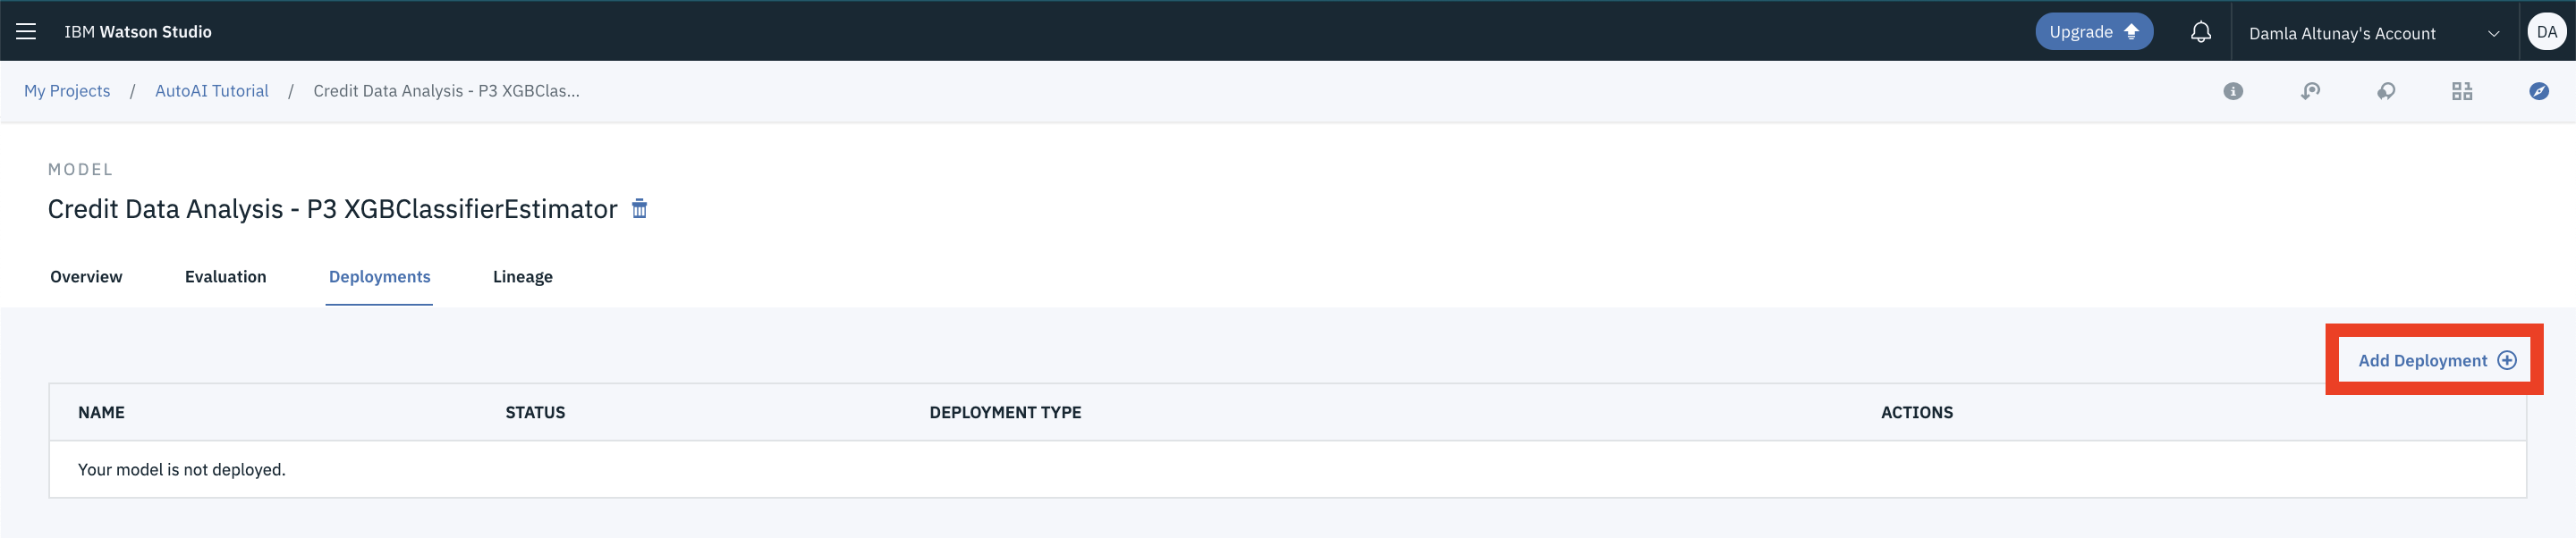 IBM Watson Studio
Upgrade
Damla Altunay's Account
DA
My Projects / AutoAI Tutorial / Credit Data Analysis - P3 XGBClas...
MODEL
Credit Data Analysis - P3 XGBClassifierEstimator
Overview Evaluation Deployments Lineage
Add Deployment
NAME STATUS DEPLOYMENT TYPE ACTIONS
Your model is not deployed.